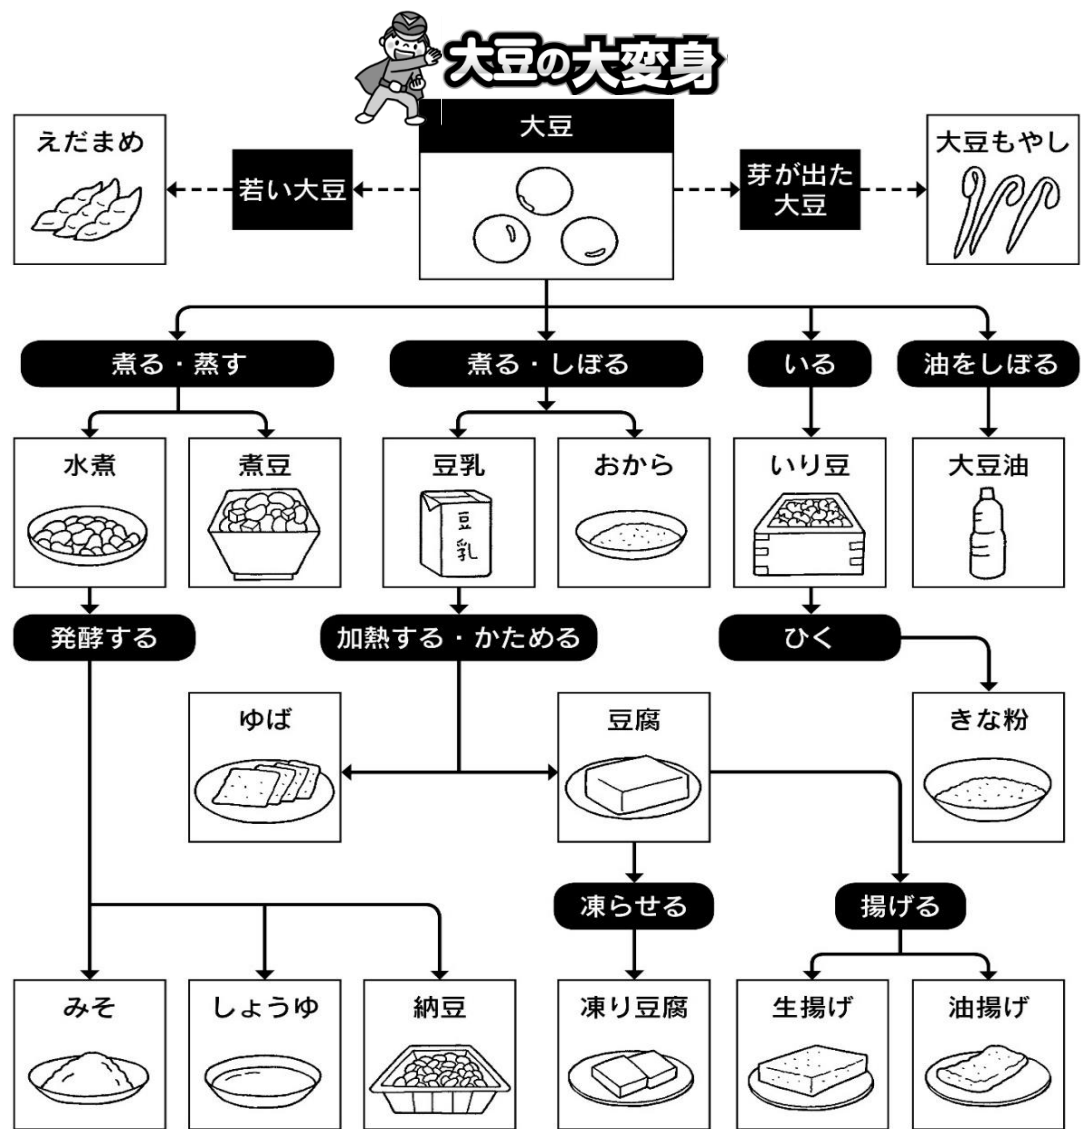 大豆の大変身
大豆
えだまめ
若い大豆
芽が出た
大豆
大豆もやし
煮る・蒸す
煮る・しぼる
いる
油をしぼる
水煮
煮豆
豆乳
豆乳
おから
いり豆
大豆油
発酵する
加熱する・かためる
ひく
ゆば
豆腐
きな粉
凍らせる
揚げる
みそ
しょうゆ
納豆
凍り豆腐
生揚げ
油揚げ